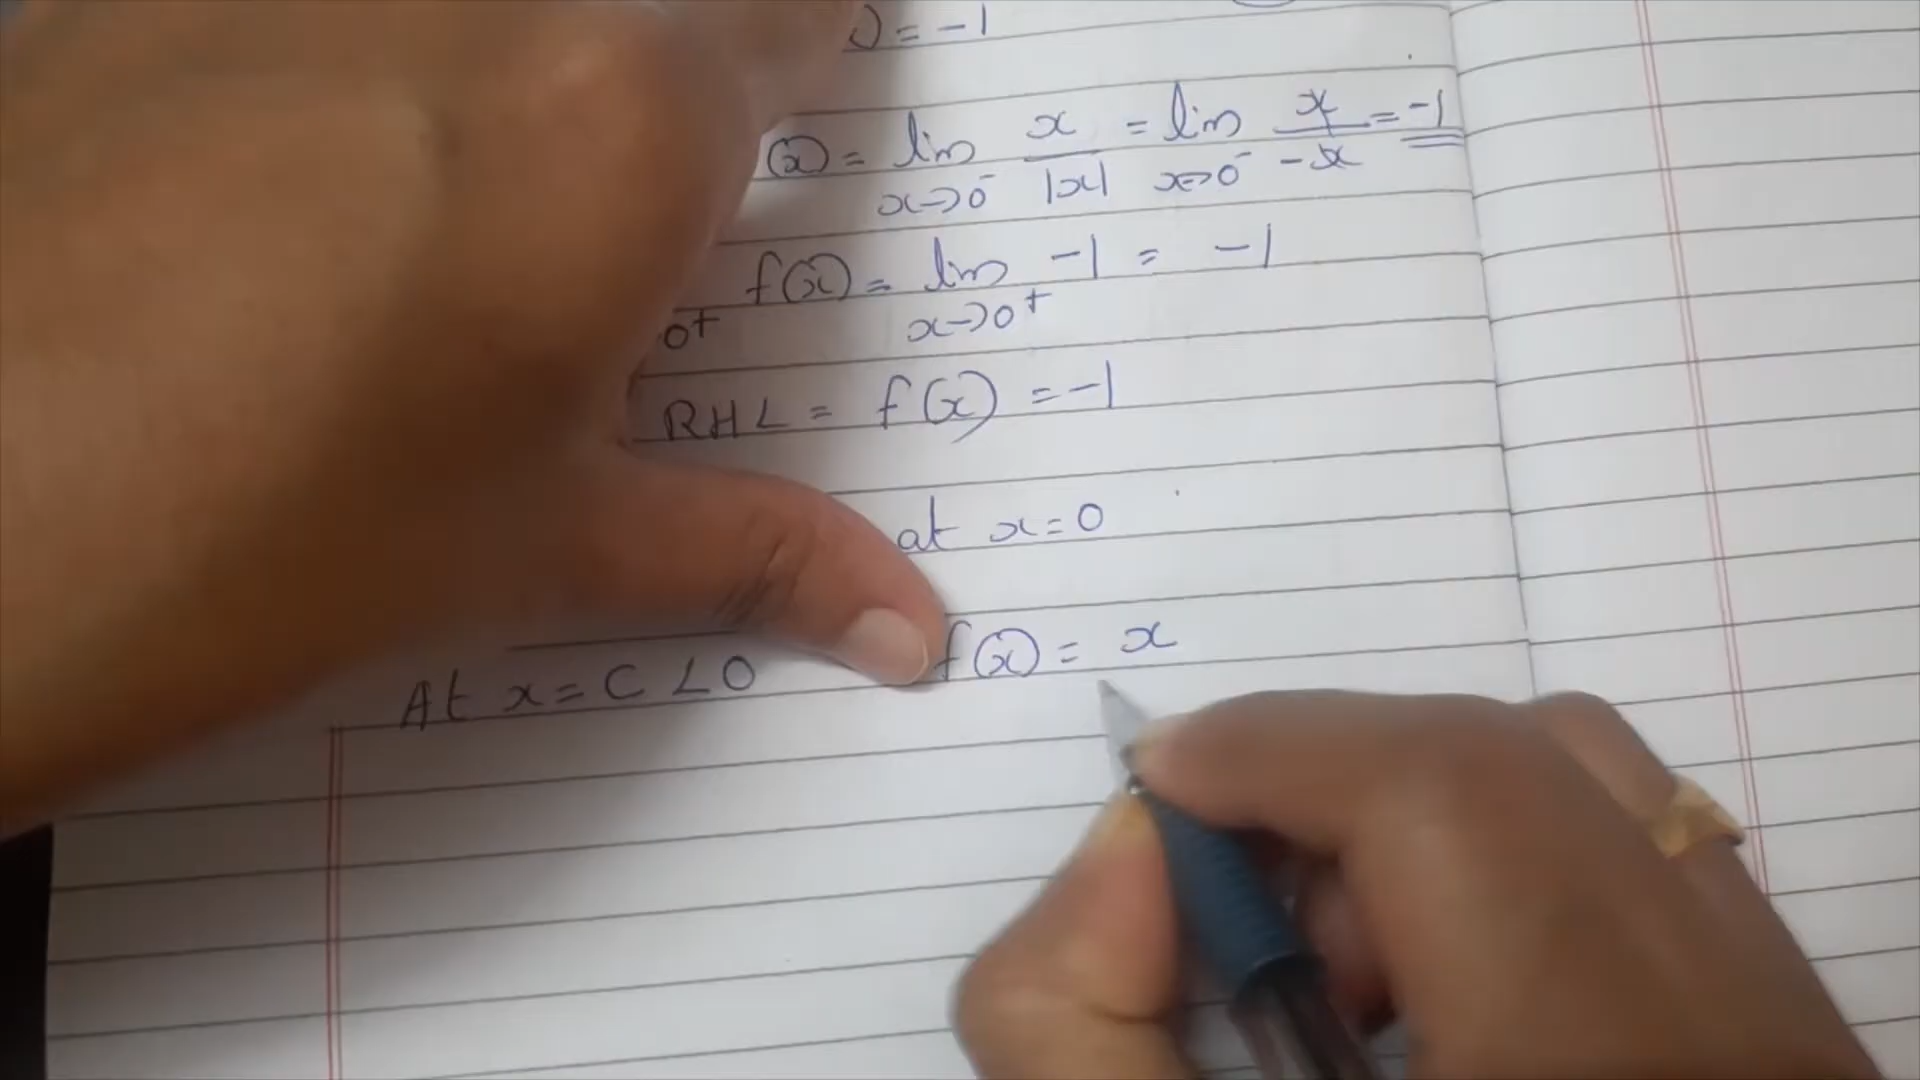 ) = -1
(x) = lim x→0⁻ x/|x| = lim x→0⁻ x/-x = -1
0⁺ f(x) = lim x→0⁺ -1 = -1
RHL = f(x) = -1
at x=0
At x = C < 0 f(x) = x